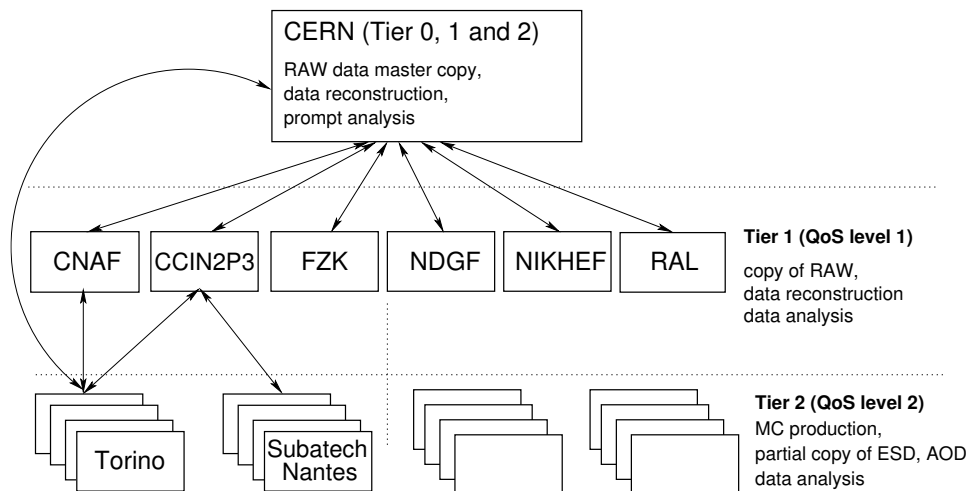 CERN (Tier 0, 1 and 2)
RAW data master copy,
data reconstruction,
prompt analysis
CNAF
CCIN2P3
FZK
NDGF
NIKHEF
RAL
Tier 1 (QoS level 1)
copy of RAW,
data reconstruction
data analysis
Torino
Subatech
Nantes
Tier 2 (QoS level 2)
MC production,
partial copy of ESD, AOD
data analysis